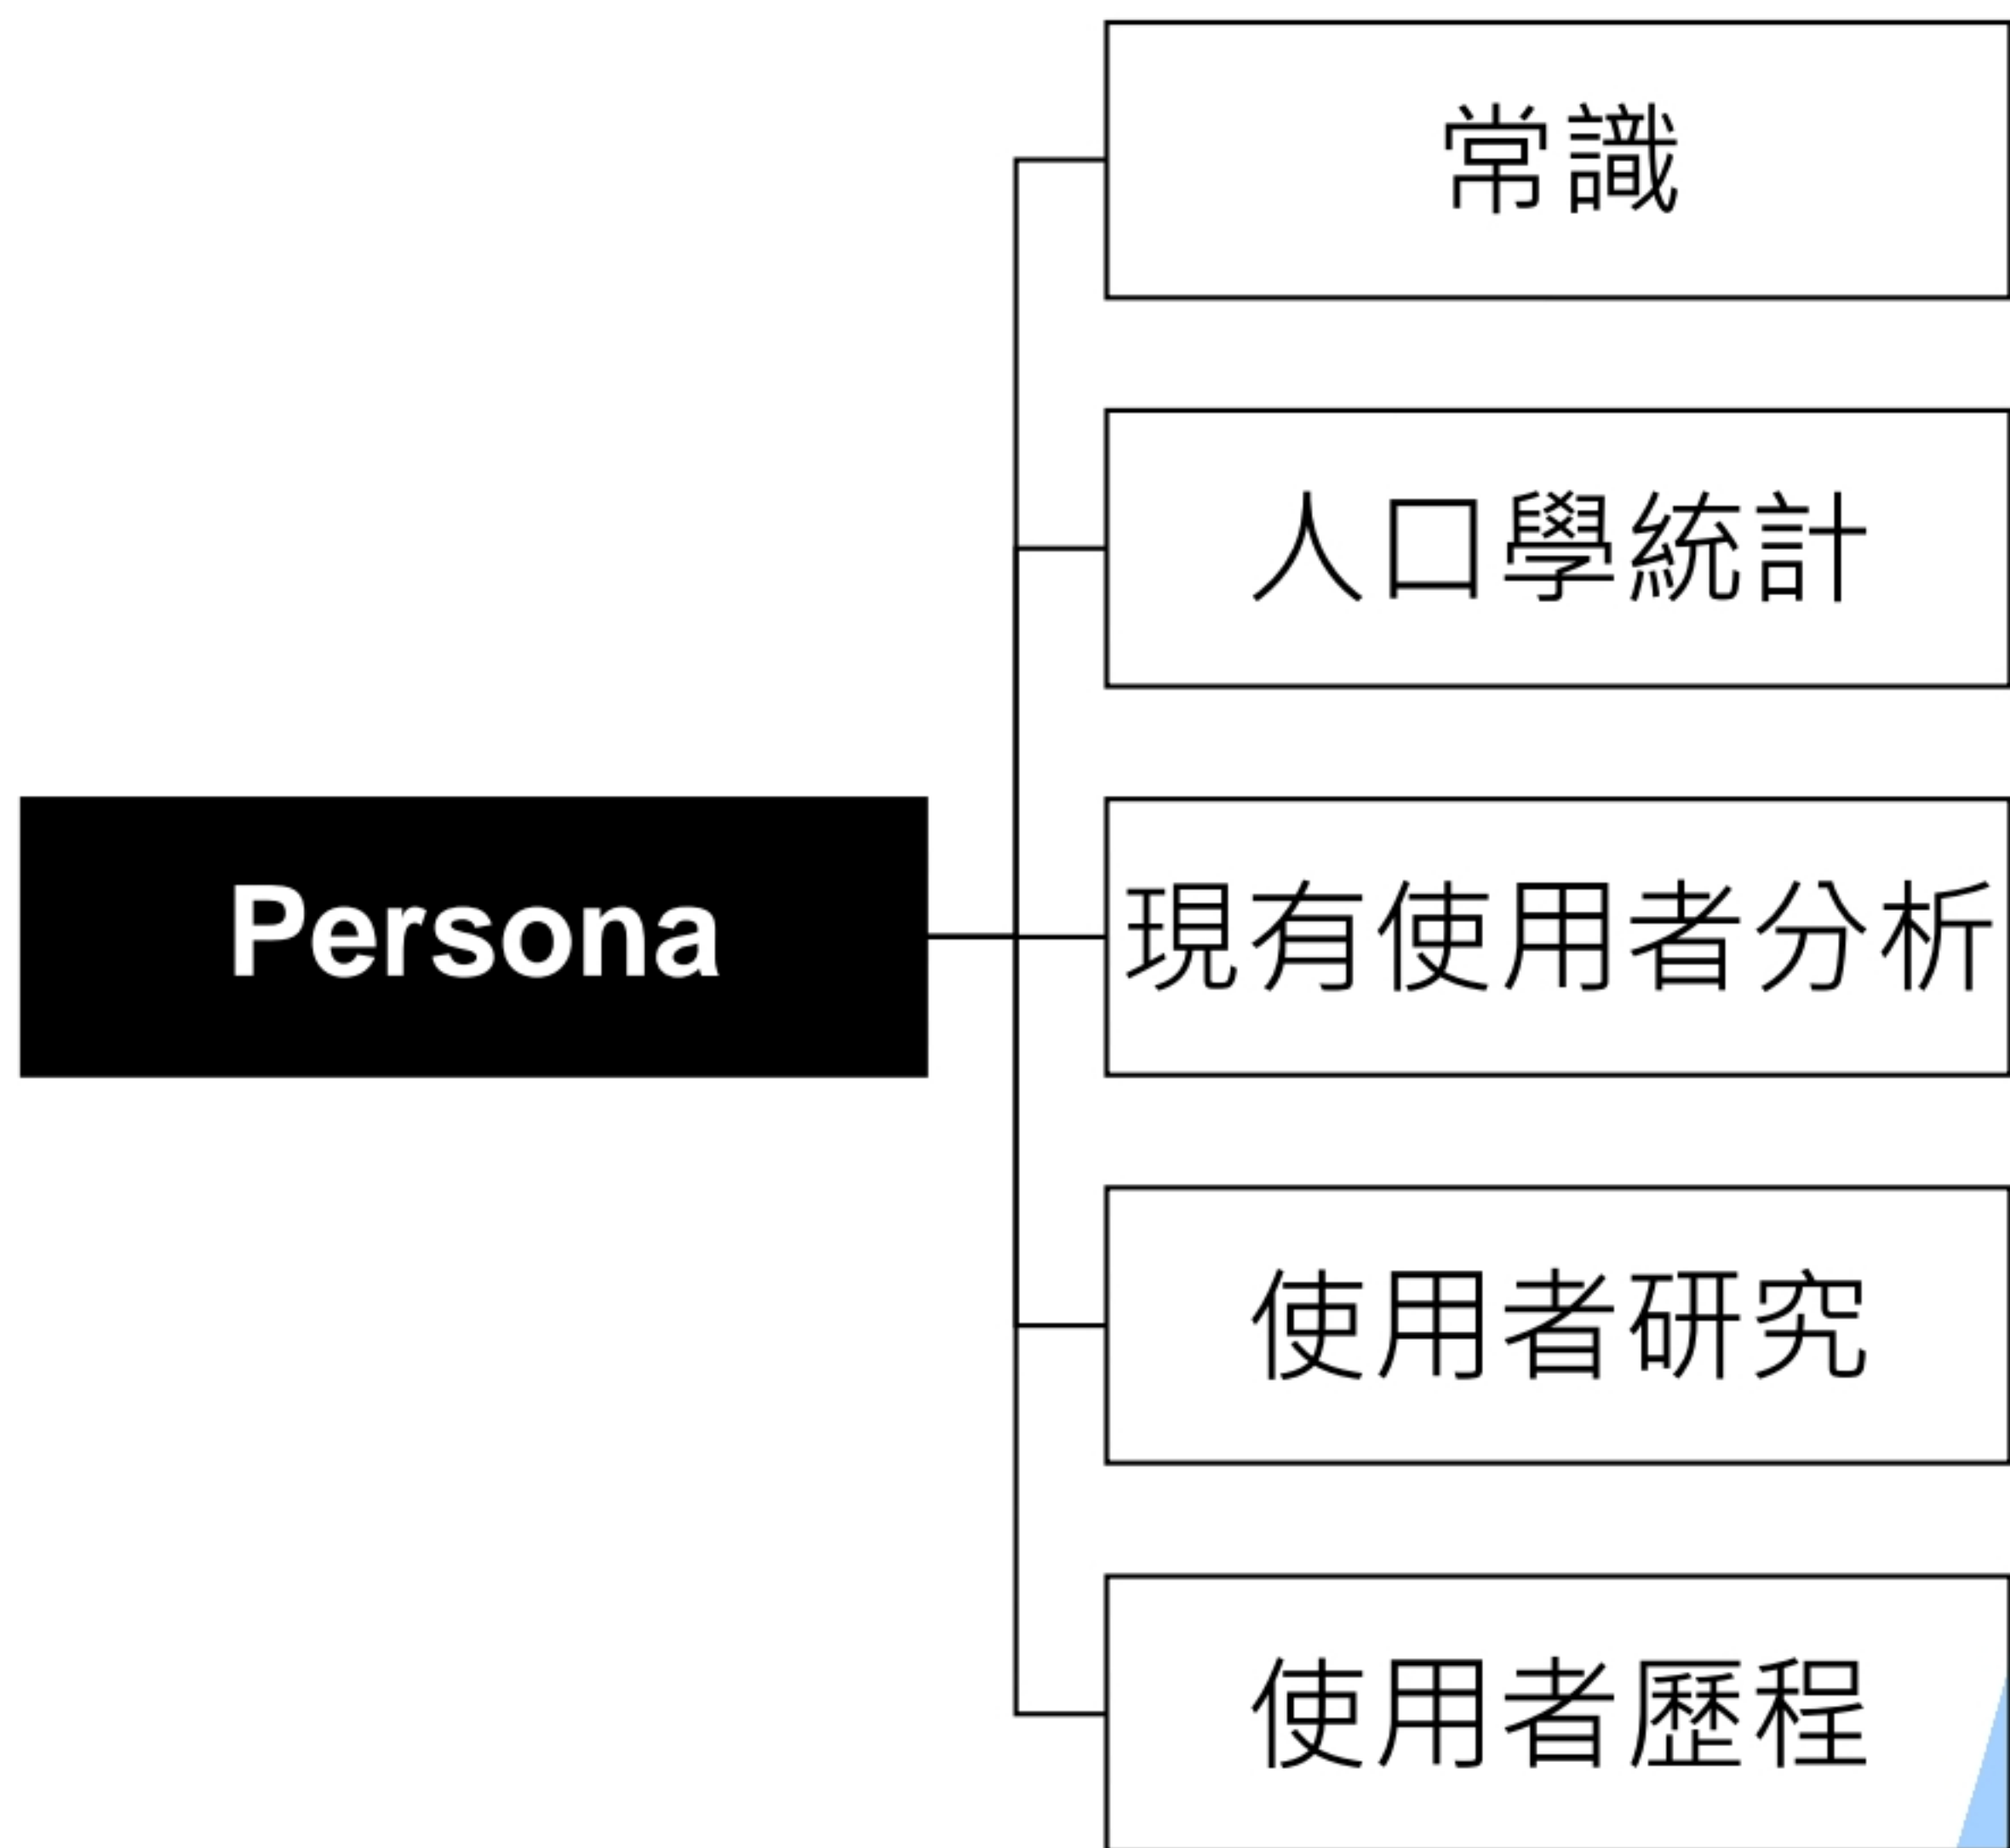 常識
人口學統計
Persona
現有使用者分析
使用者研究
使用者歷程